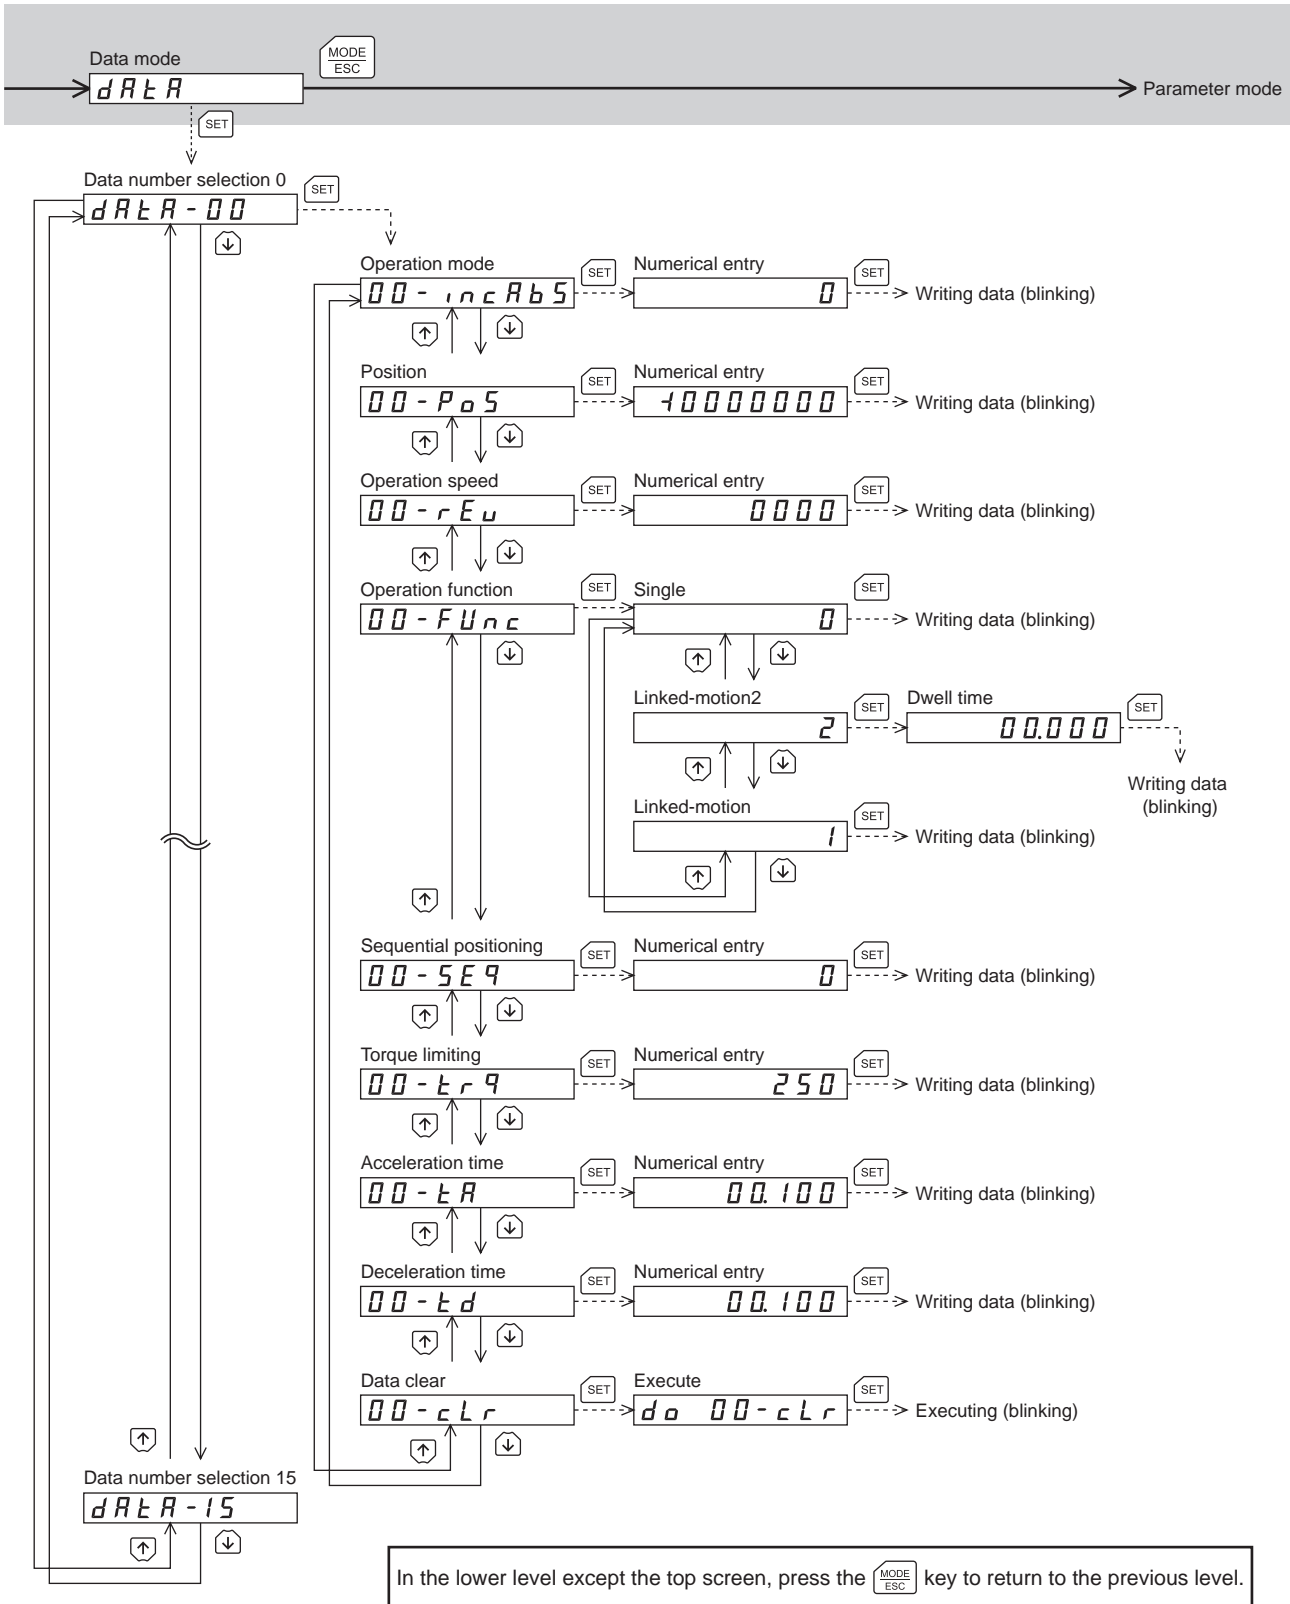 Data mode
MODE
ESC
dAtA
Parameter mode
SET
Data number selection 0
SET
dAtA-00
Operation mode
SET
Numerical entry
SET
00-incAbS
0
Writing data (blinking)
Position
SET
Numerical entry
SET
00-PoS
-10000000
Writing data (blinking)
Operation speed
SET
Numerical entry
SET
00-rEv
0000
Writing data (blinking)
Operation function
SET
Single
SET
00-FUnc
0
Writing data (blinking)
Linked-motion2
SET
Dwell time
SET
2
00.000
Writing data
(blinking)
Linked-motion
SET
1
Writing data (blinking)
Sequential positioning
SET
Numerical entry
SET
00-SEq
0
Writing data (blinking)
Torque limiting
SET
Numerical entry
SET
00-trq
250
Writing data (blinking)
Acceleration time
SET
Numerical entry
SET
00-tA
00.100
Writing data (blinking)
Deceleration time
SET
Numerical entry
SET
00-td
00.100
Writing data (blinking)
Data clear
SET
Execute
SET
00-cLr
do 00-cLr
Executing (blinking)
Data number selection 15
dAtA-15
In the lower level except the top screen, press the MODE ESC key to return to the previous level.